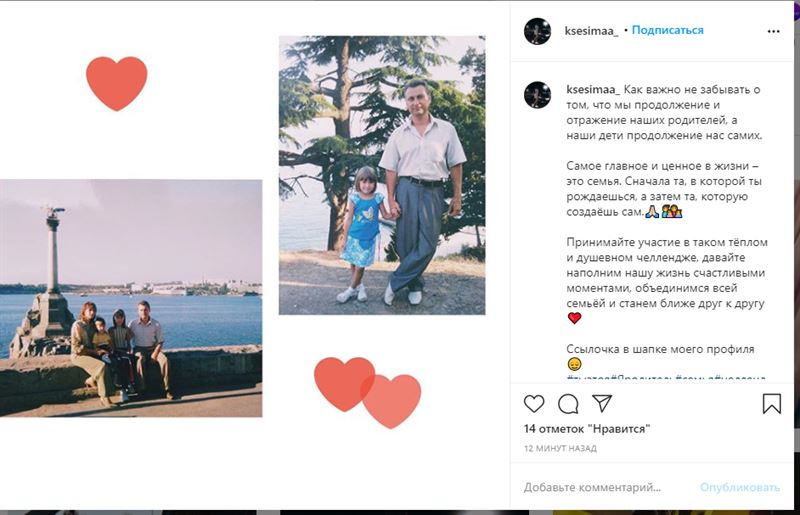 ksesimaa_ • Подписаться
ksesimaa_ Как важно не забывать о
том, что мы продолжение и
отражение наших родителей, а
наши дети продолжение нас самих.
Самое главное и ценное в жизни –
это семья. Сначала та, в которой ты
рождаешься, а затем та, которую
создаёшь сам.🙏🏻👨‍👩‍👧
Принимайте участие в таком тёплом
и душевном челлендже, давайте
наполним нашу жизнь счастливыми
моментами, объединимся всей
семьёй и станем ближе друг к другу
❤️
Ссылочка в шапке моего профиля
😌
14 отметок "Нравится"
12 МИНУТ НАЗАД
Добавьте комментарий... Опубликовать